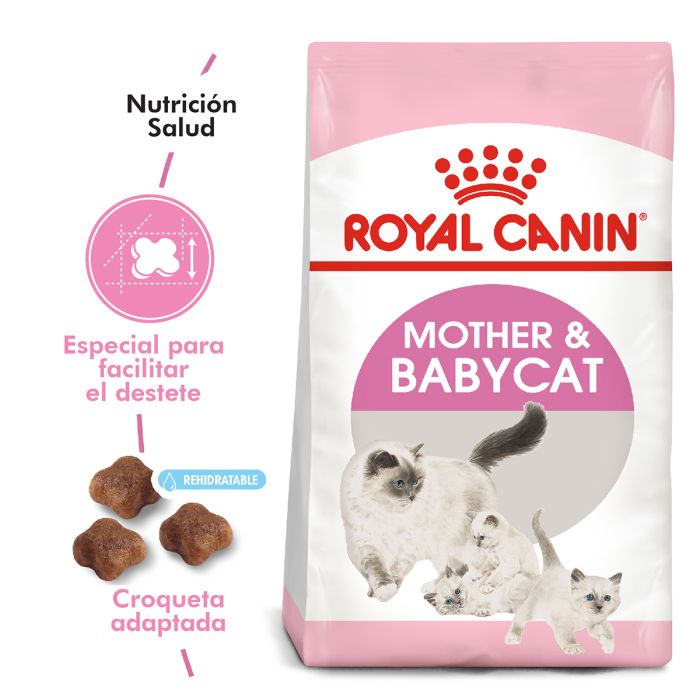 Nutrición
Salud
Especial para
facilitar
el destete
REHIDRATABLE
Croqueta
adaptada
ROYAL CANIN®
MOTHER &
BABYCAT